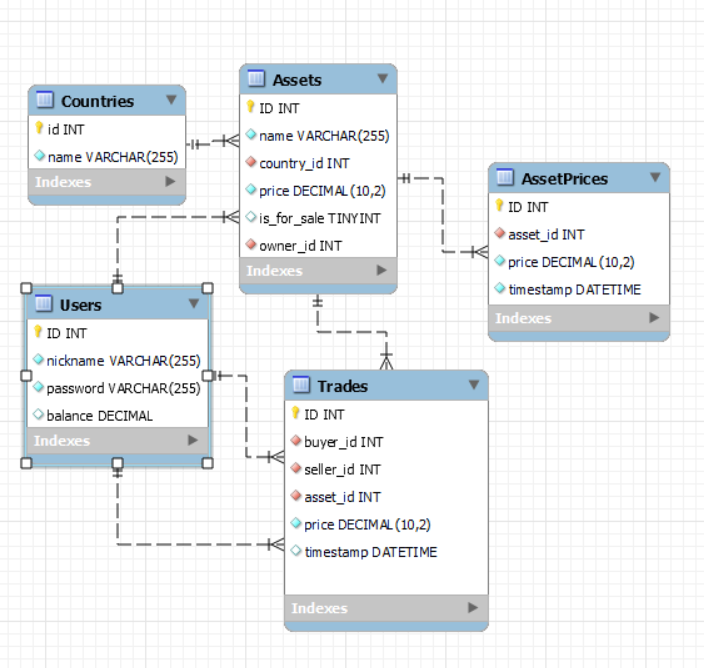 Countries
id INT
name VARCHAR(255)
Indexes
Assets
ID INT
name VARCHAR(255)
country_id INT
price DECIMAL(10,2)
is_for_sale TINYINT
owner_id INT
Indexes
AssetPrices
ID INT
asset_id INT
price DECIMAL(10,2)
timestamp DATETIME
Indexes
Users
ID INT
nickname VARCHAR(255)
password VARCHAR(255)
balance DECIMAL
Indexes
Trades
ID INT
buyer_id INT
seller_id INT
asset_id INT
price DECIMAL(10,2)
timestamp DATETIME
Indexes